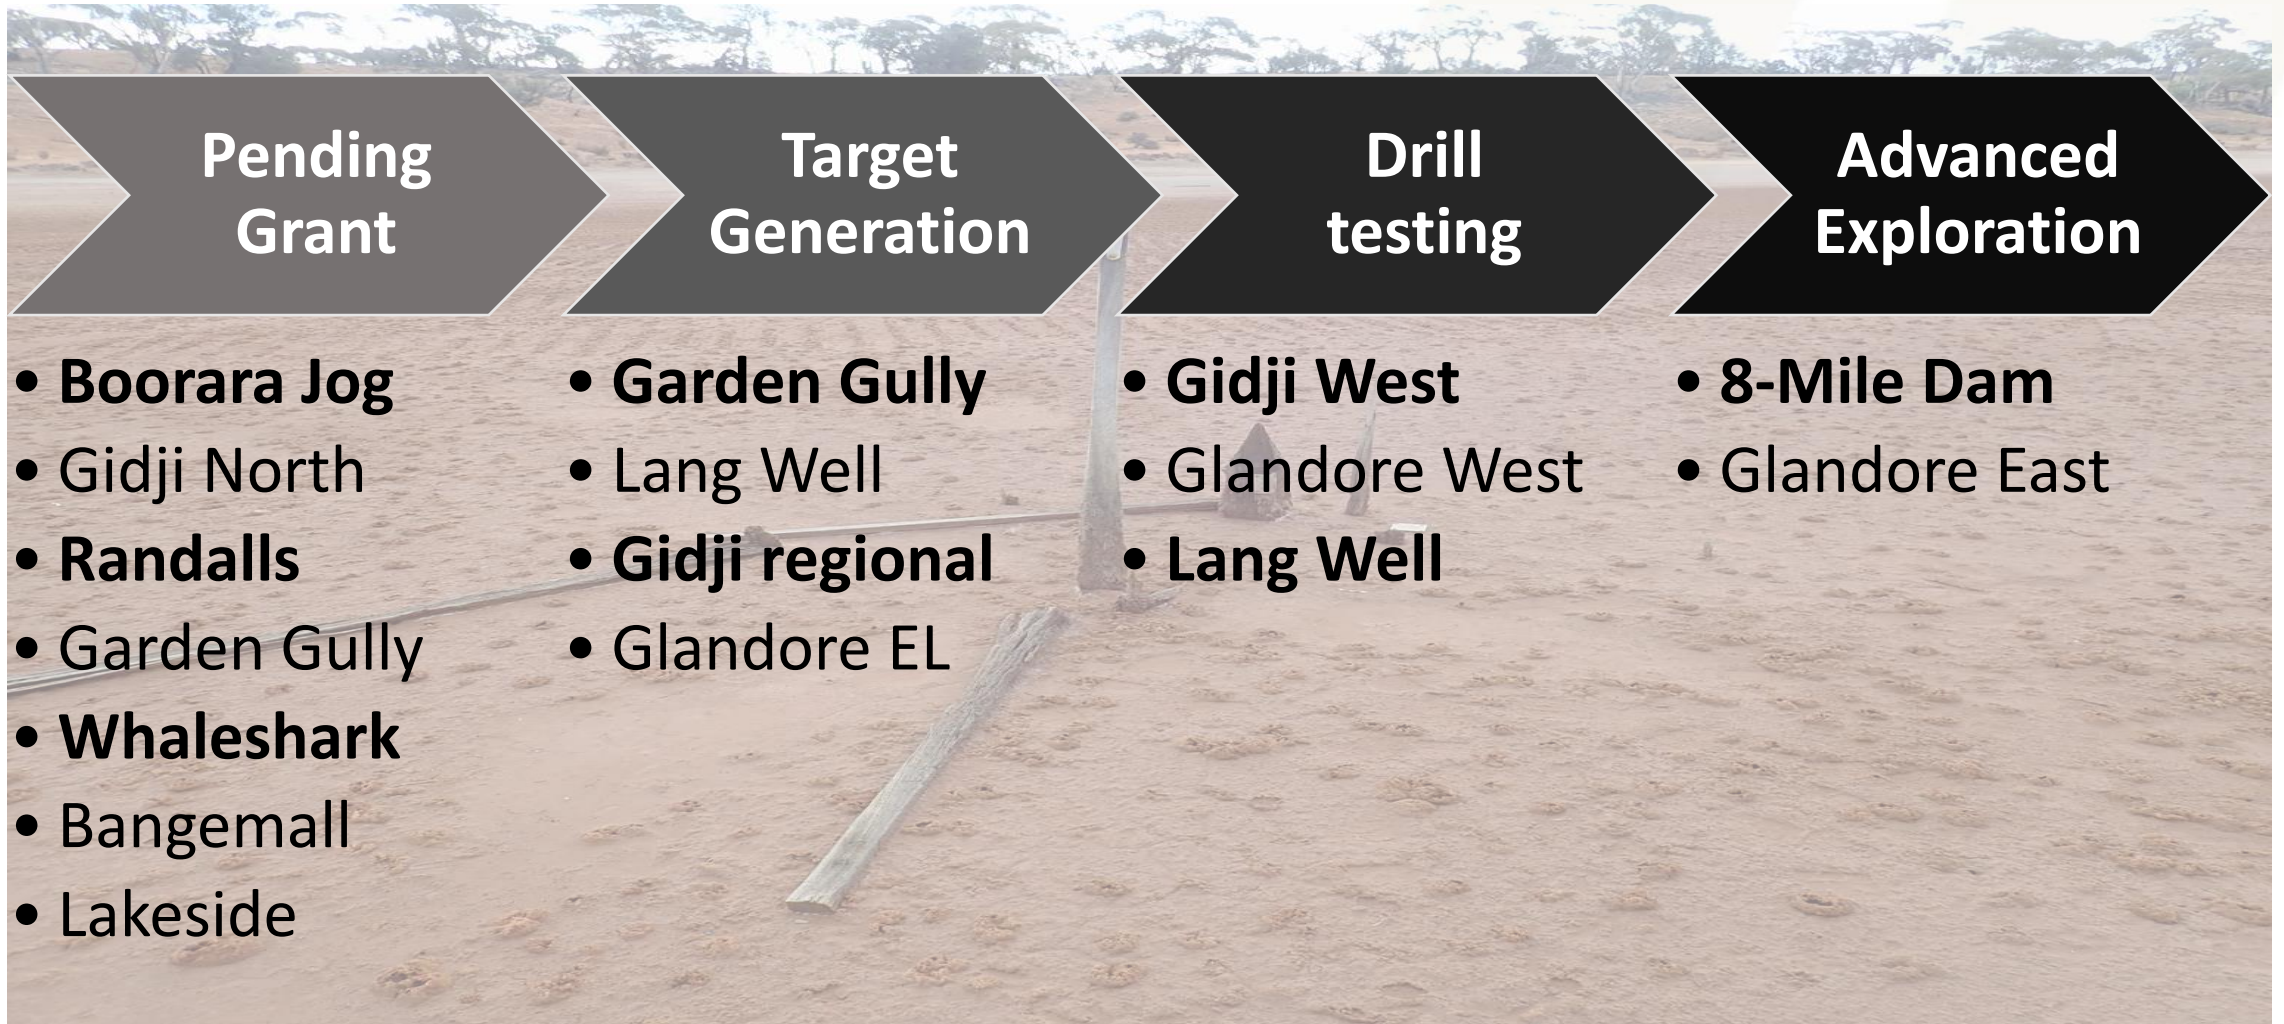 Pending
Grant
Target
Generation
Drill
testing
Advanced
Exploration
• Boorara Jog
• Gidji North
• Randalls
• Garden Gully
• Whaleshark
• Bangemall
• Lakeside
• Garden Gully
• Lang Well
• Gidji regional
• Glandore EL
• Gidji West
• Glandore West
• Lang Well
• 8-Mile Dam
• Glandore East